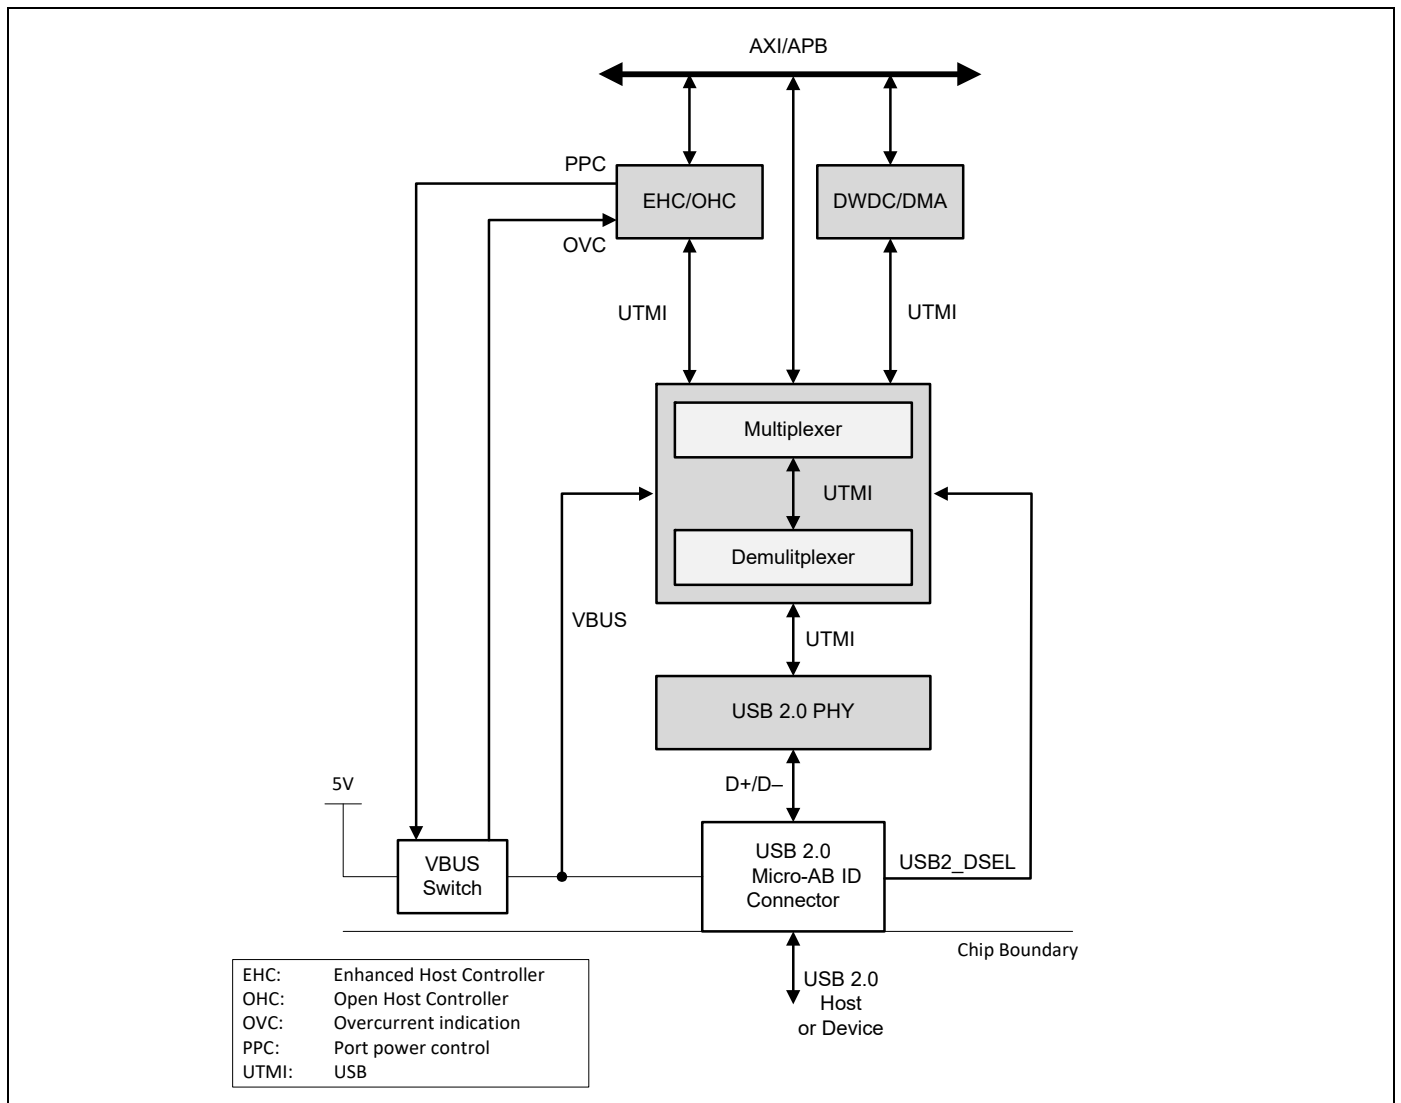 AXI/APB
PPC
EHC/OHC
DWDC/DMA
OVC
UTMI
UTMI
Multiplexer
UTMI
Demulitplexer
VBUS
UTMI
USB 2.0 PHY
D+/D–
5V
VBUS
Switch
USB 2.0
Micro-AB ID
Connector
USB2_DSEL
Chip Boundary
USB 2.0
Host
or Device
EHC: Enhanced Host Controller
OHC: Open Host Controller
OVC: Overcurrent indication
PPC: Port power control
UTMI: USB